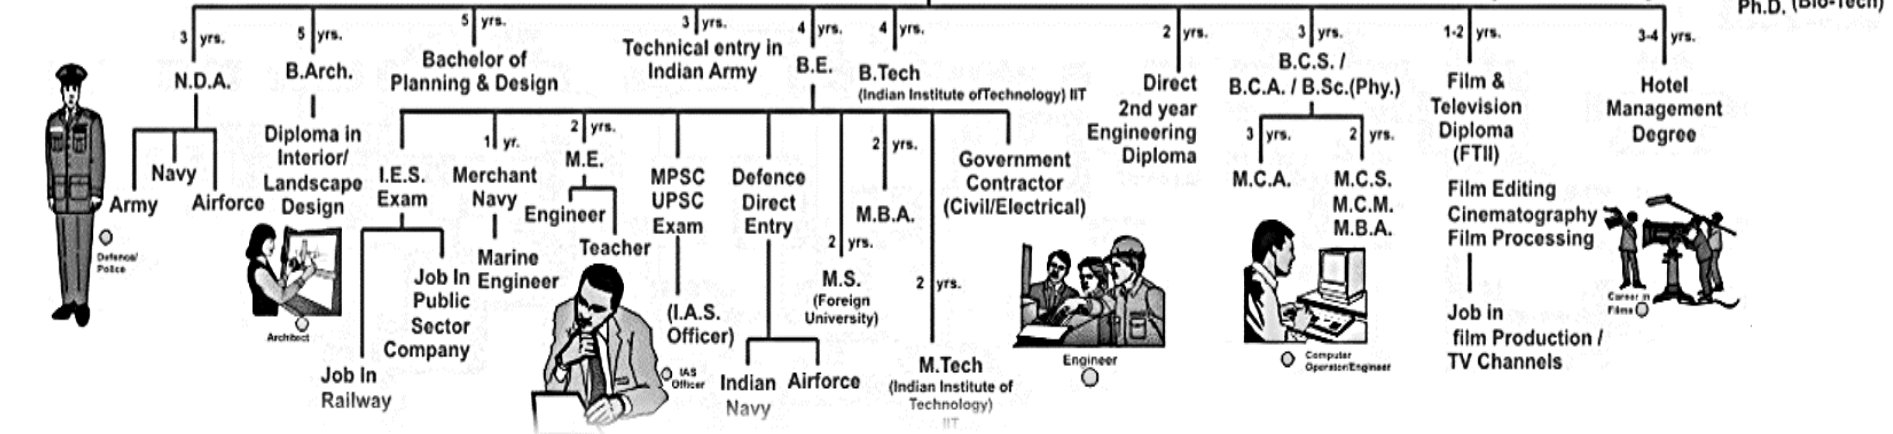 Ph.D. (Bio-Tech)
3 yrs.
N.D.A.
Army
Navy
Airforce
Defence/
Police
5 yrs.
B.Arch.
Diploma in
Interior/
Landscape
Design
Architect
5 yrs.
Bachelor of
Planning & Design
3 yrs.
Technical entry in
Indian Army
4 yrs.
B.E.
4 yrs.
B.Tech
(Indian Institute ofTechnology) IIT
I.E.S.
Exam
Job In
Railway
Job In
Public
Sector
Company
1 yr.
Merchant
Navy
Marine
Engineer
2 yrs.
M.E.
Engineer
Teacher
MPSC
UPSC
Exam
(I.A.S.
Officer)
IAS
Officer
Defence
Direct
Entry
Indian
Navy
Airforce
2 yrs.
M.S.
(Foreign
University)
2 yrs.
M.B.A.
2 yrs.
M.Tech
(Indian Institute of
Technology)
IIT
Government
Contractor
(Civil/Electrical)
Engineer
2 yrs.
Direct
2nd year
Engineering
Diploma
3 yrs.
B.C.S. /
B.C.A. / B.Sc.(Phy.)
3 yrs.
M.C.A.
2 yrs.
M.C.S.
M.C.M.
M.B.A.
Computer
Operator/Engineer
1-2 yrs.
Film &
Television
Diploma
(FTII)
Film Editing
Cinematography
Film Processing
Job in
film Production /
TV Channels
Career in
Films
3-4 yrs.
Hotel
Management
Degree